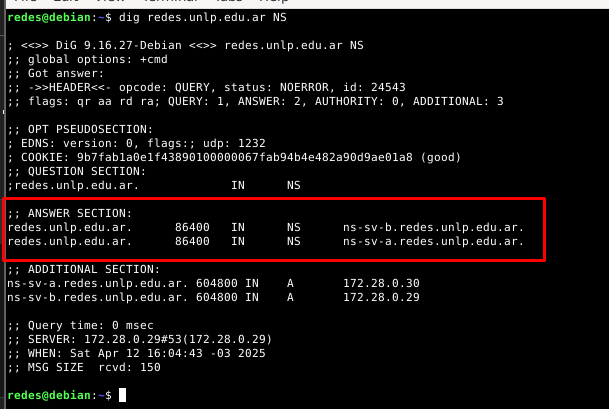 redes@debian:~$ dig redes.unlp.edu.ar NS
; <<>> DiG 9.16.27-Debian <<>> redes.unlp.edu.ar NS
;; global options: +cmd
;; Got answer:
;; ->>HEADER<<- opcode: QUERY, status: NOERROR, id: 24543
;; flags: qr aa rd ra; QUERY: 1, ANSWER: 2, AUTHORITY: 0, ADDITIONAL: 3
;; OPT PSEUDOSECTION:
; EDNS: version: 0, flags:; udp: 1232
; COOKIE: 9b7fab1a0e1f43890100000067fab94b4e482a90d9ae01a8 (good)
;; QUESTION SECTION:
;redes.unlp.edu.ar. IN NS
;; ANSWER SECTION:
redes.unlp.edu.ar. 86400 IN NS ns-sv-b.redes.unlp.edu.ar.
redes.unlp.edu.ar. 86400 IN NS ns-sv-a.redes.unlp.edu.ar.
;; ADDITIONAL SECTION:
ns-sv-a.redes.unlp.edu.ar. 604800 IN A 172.28.0.30
ns-sv-b.redes.unlp.edu.ar. 604800 IN A 172.28.0.29
;; Query time: 0 msec
;; SERVER: 172.28.0.29#53(172.28.0.29)
;; WHEN: Sat Apr 12 16:04:43 -03 2025
;; MSG SIZE rcvd: 150
redes@debian:~$